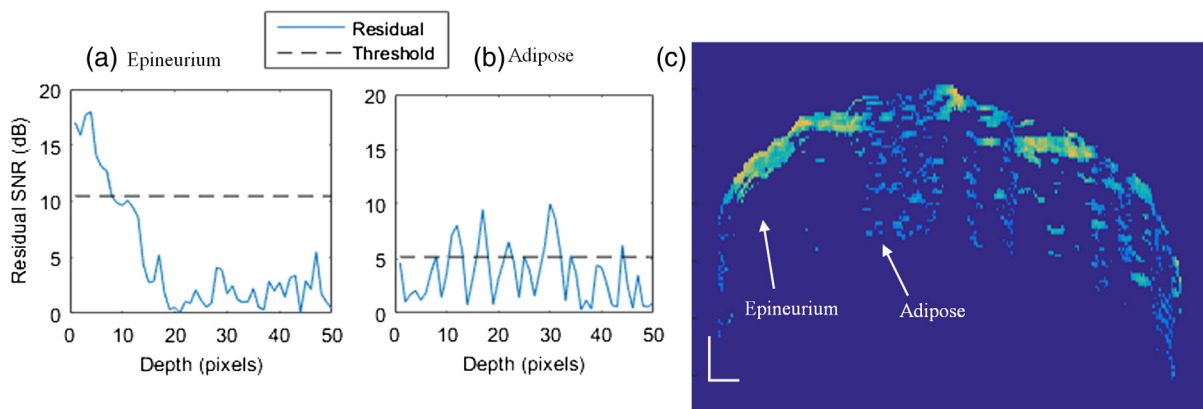 Residual
Threshold
(a) Epineurium
(b) Adipose
(c)
Residual SNR (dB)
20
15
10
5
0
0 10 20 30 40 50
Depth (pixels)
20
15
10
5
0
0 10 20 30 40 50
Depth (pixels)
Epineurium
Adipose